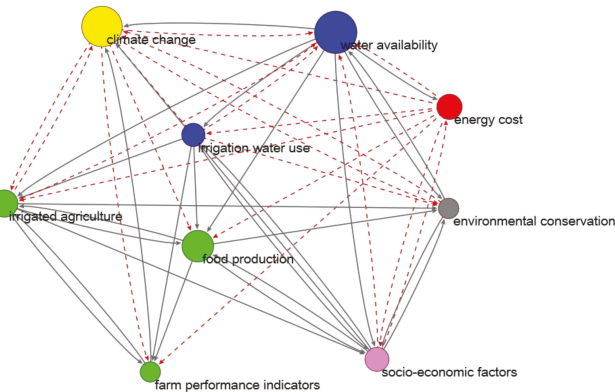 climate change
water availability
energy cost
irrigation water use
irrigated agriculture
environmental conservation
food production
socio-economic factors
farm performance indicators